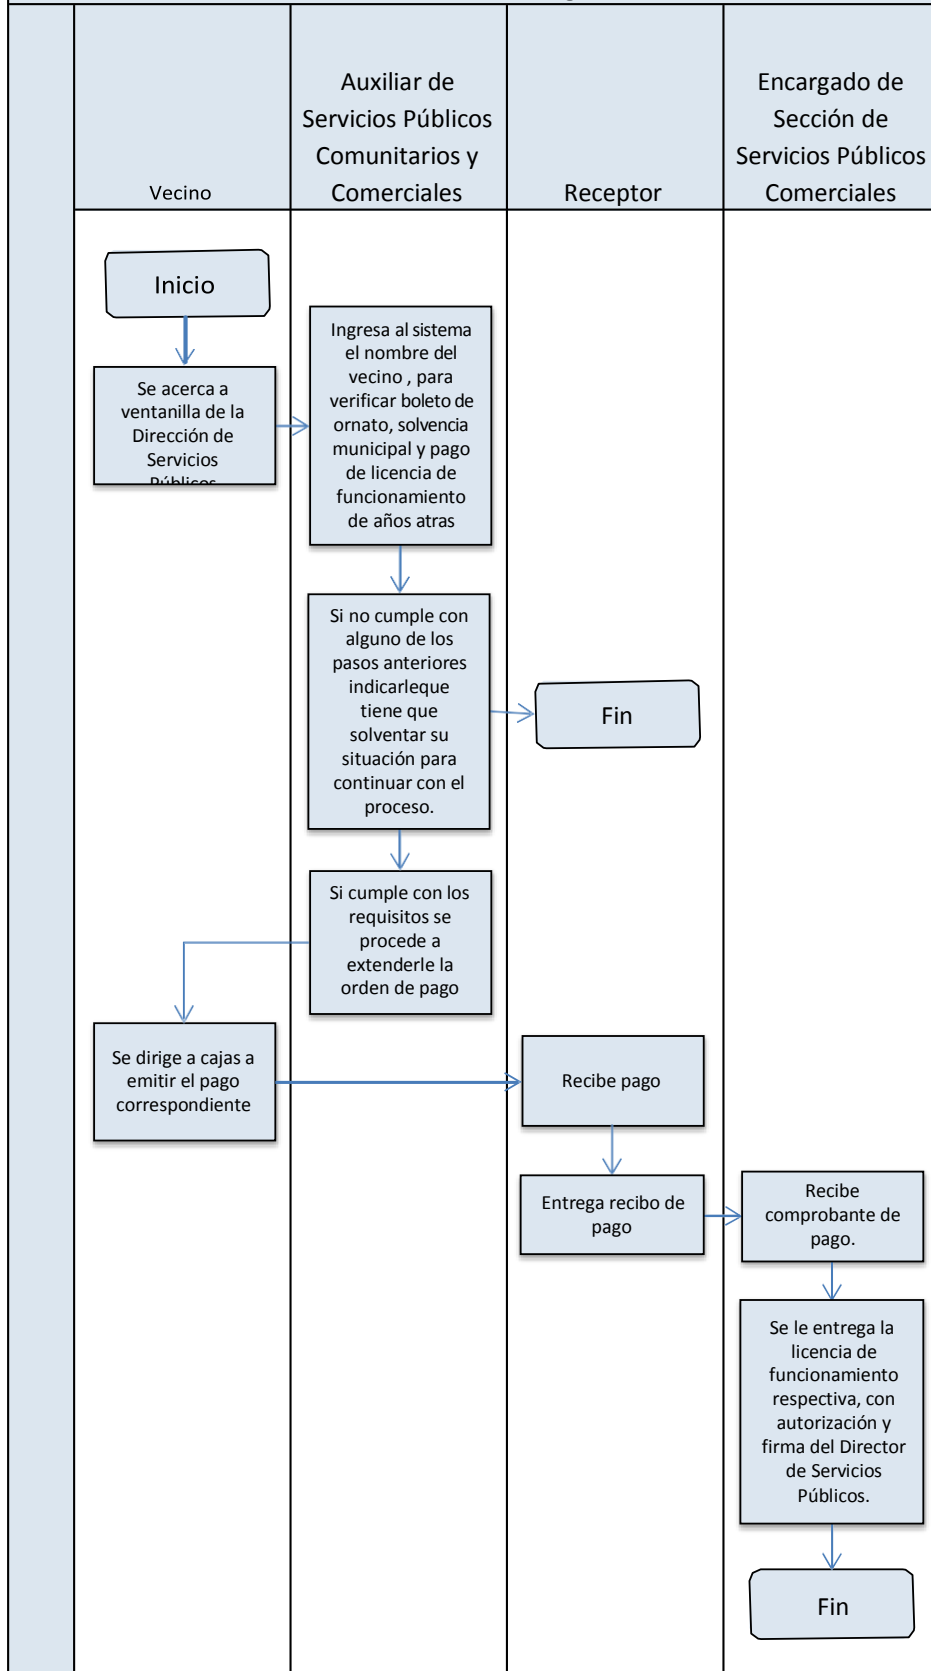 Vecino
Auxiliar de
Servicios Públicos
Comunitarios y
Comerciales
Receptor
Encargado de
Sección de
Servicios Públicos
Comerciales
Inicio
Se acerca a
ventanilla de la
Dirección de
Servicios
Públicos
Ingresa al sistema
el nombre del
vecino , para
verificar boleto de
ornato, solvencia
municipal y pago
de licencia de
funcionamiento
de años atras
Si no cumple con
alguno de los
pasos anteriores
indicarleque
tiene que
solventar su
situación para
continuar con el
proceso.
Fin
Si cumple con los
requisitos se
procede a
extenderle la
orden de pago
Se dirige a cajas a
emitir el pago
correspondiente
Recibe pago
Entrega recibo de
pago
Recibe
comprobante de
pago.
Se le entrega la
licencia de
funcionamiento
respectiva, con
autorización y
firma del Director
de Servicios
Públicos.
Fin